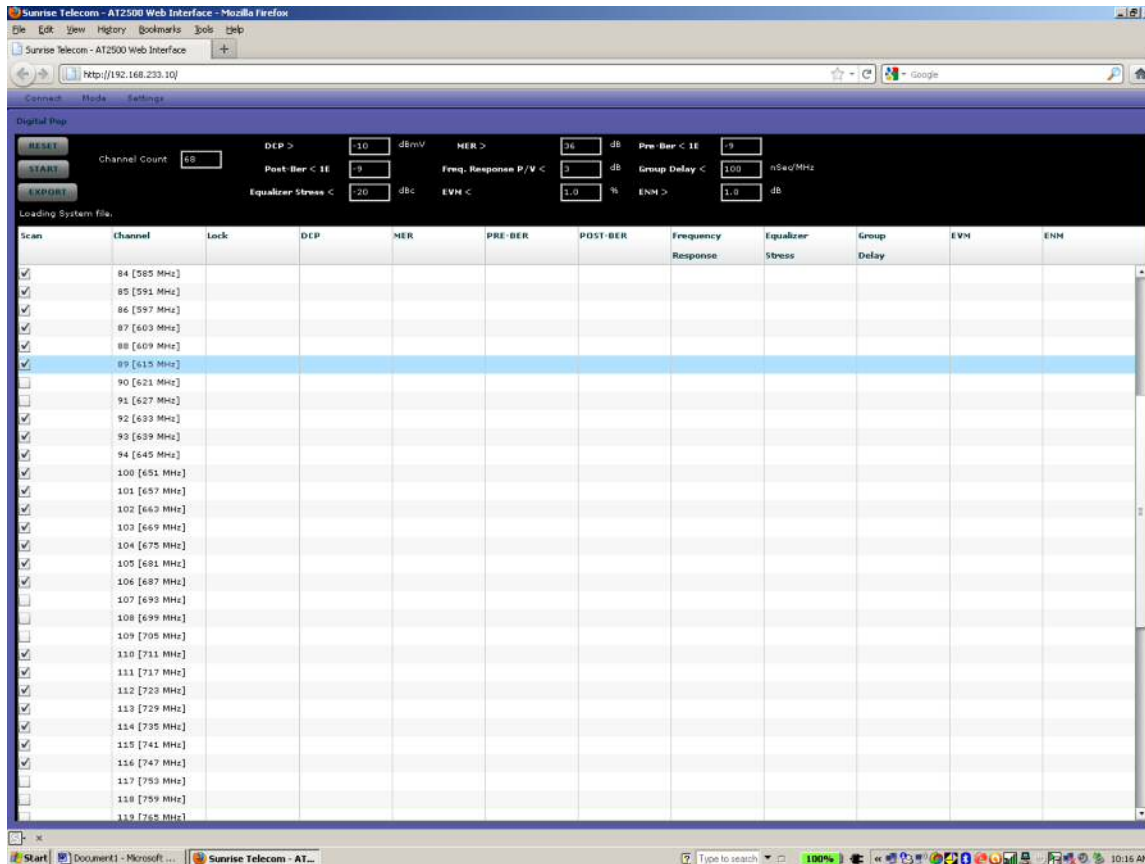 Sunrise Telecom - AT2500 Web Interface - Mozilla Firefox
File Edit View History Bookmarks Tools Help
Sunrise Telecom - AT2500 Web Interface +
http://192.168.233.10/ Google
Connect Mode Settings
Digital Pop
RESET Channel Count 68 DCP > -10 dBmV MER > 36 dB Pre-Ber < 1E -9
START Post-Ber < 1E -9 Freq. Response P/V < 3 dB Group Delay < 100 nSec/MHz
EXPORT Equalizer Stress < -20 dBc EVM < 1.0 % ENM > 1.0 dB
Loading System file.
Scan Channel Lock DCP MER PRE-BER POST-BER Frequency Response Equalizer Stress Group Delay EVM ENM
84 [585 MHz]
85 [591 MHz]
86 [597 MHz]
87 [603 MHz]
88 [609 MHz]
89 [615 MHz]
90 [621 MHz]
91 [627 MHz]
92 [633 MHz]
93 [639 MHz]
94 [645 MHz]
100 [651 MHz]
101 [657 MHz]
102 [663 MHz]
103 [669 MHz]
104 [675 MHz]
105 [681 MHz]
106 [687 MHz]
107 [693 MHz]
108 [699 MHz]
109 [705 MHz]
110 [711 MHz]
111 [717 MHz]
112 [723 MHz]
113 [729 MHz]
114 [735 MHz]
115 [741 MHz]
116 [747 MHz]
117 [753 MHz]
118 [759 MHz]
119 [765 MHz]
Start Document1 - Microsoft ... Sunrise Telecom - AT... Type to search 100% 10:16 AM